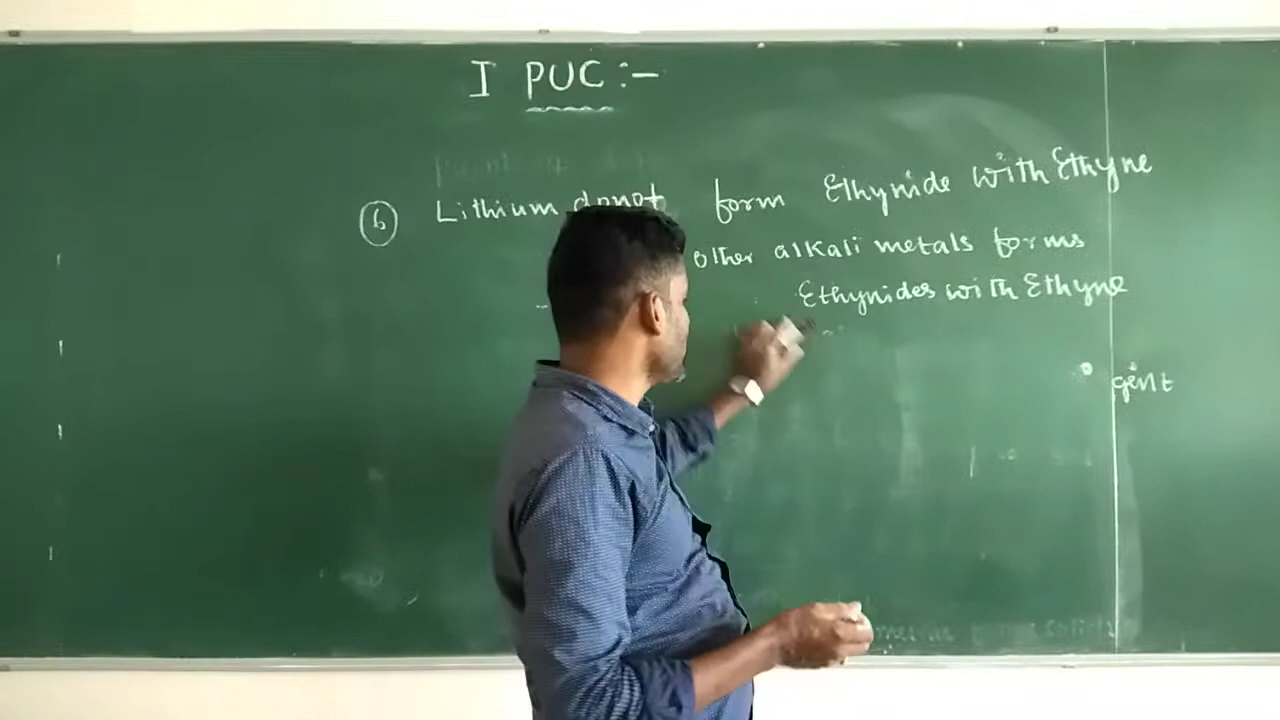 I PUC :-
6 Lithium donot form Ethynide with Ethyne
other alkali metals forms
Ethynides with Ethyne
gent